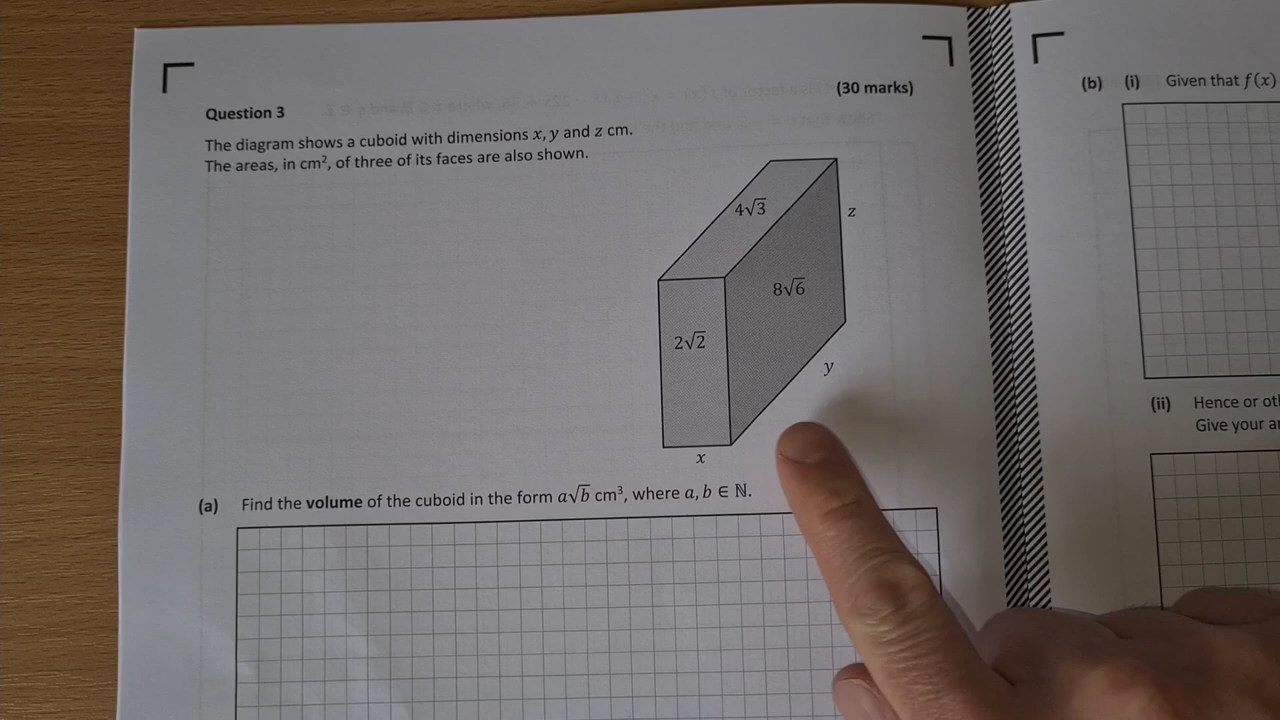 (30 marks)
Question 3
The diagram shows a cuboid with dimensions x, y and z cm.
The areas, in cm², of three of its faces are also shown.
4√3
z
8√6
2√2
y
x
(a) Find the volume of the cuboid in the form a√b cm³, where a, b ∈ ℕ.
(b) (i) Given that f(x)
(ii) Hence or
Give your